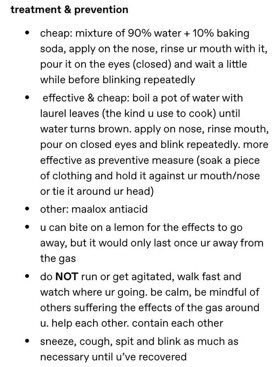 treatment & prevention
• cheap: mixture of 90% water + 10% baking
soda, apply on the nose, rinse ur mouth with it,
pour it on the eyes (closed) and wait a little
while before blinking repeatedly
• effective & cheap: boil a pot of water with
laurel leaves (the kind u use to cook) until
water turns brown. apply on nose, rinse mouth,
pour on closed eyes and blink repeatedly. more
effective as preventive measure (soak a piece
of clothing and hold it against ur mouth/nose
or tie it around ur head)
• other: maalox antiacid
• u can bite on a lemon for the effects to go
away, but it would only last once ur away from
the gas
• do NOT run or get agitated, walk fast and
watch where ur going. be calm, be mindful of
others suffering the effects of the gas around
u. help each other. contain each other
• sneeze, cough, spit and blink as much as
necessary until u've recovered